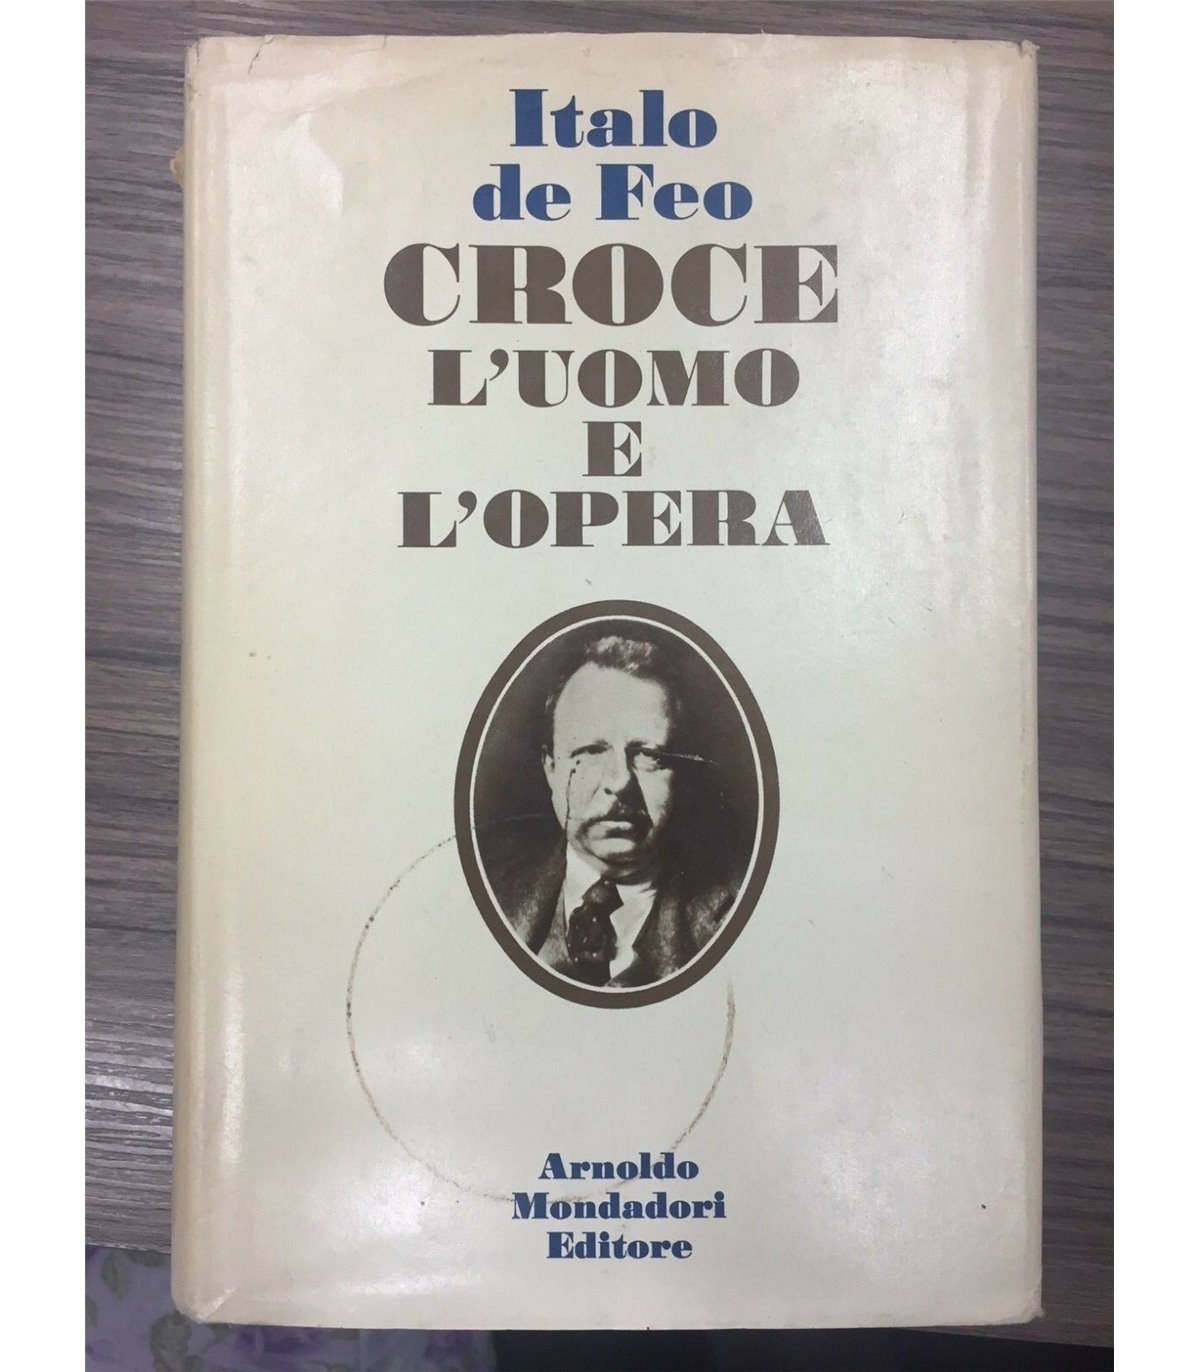 Italo
de Feo
CROCE
L'UOMO
E
L'OPERA
Arnoldo
Mondadori
Editore